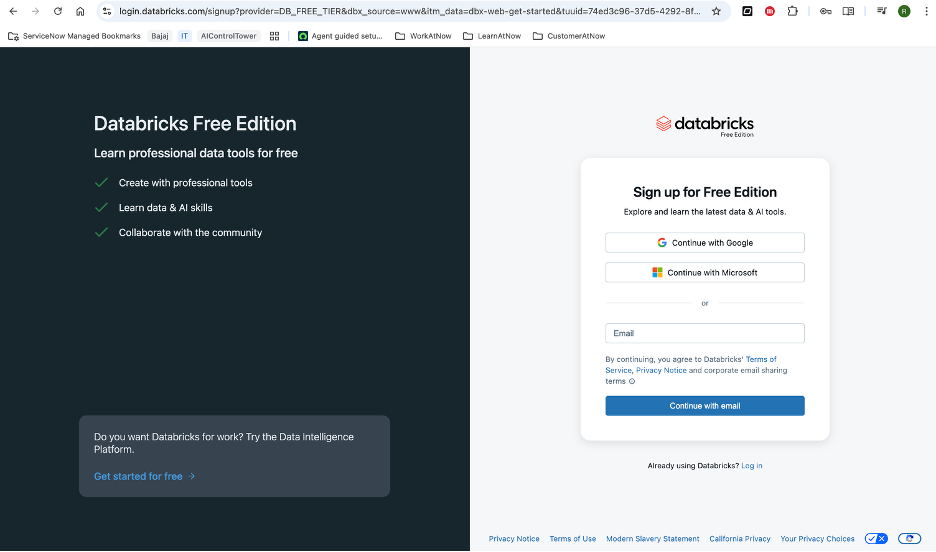 login.databricks.com/signup?provider=DB_FREE_TIER&dbx_source=www&itm_data=dbx-web-get-started&tuuid=74ed3c96-37d5-4292-8f...
R
ServiceNow Managed Bookmarks
Bajaj
IT
AIControlTower
Agent guided setu...
WorkAtNow
LearnAtNow
CustomerAtNow
Databricks Free Edition
Learn professional data tools for free
Create with professional tools
Learn data & AI skills
Collaborate with the community
Do you want Databricks for work? Try the Data Intelligence
Platform.
Get started for free →
databricks
Free Edition
Sign up for Free Edition
Explore and learn the latest data & AI tools.
Continue with Google
Continue with Microsoft
or
Email
By continuing, you agree to Databricks' Terms of
Service, Privacy Notice and corporate email sharing
terms
Continue with email
Already using Databricks? Log in
Privacy Notice
Terms of Use
Modern Slavery Statement
California Privacy
Your Privacy Choices